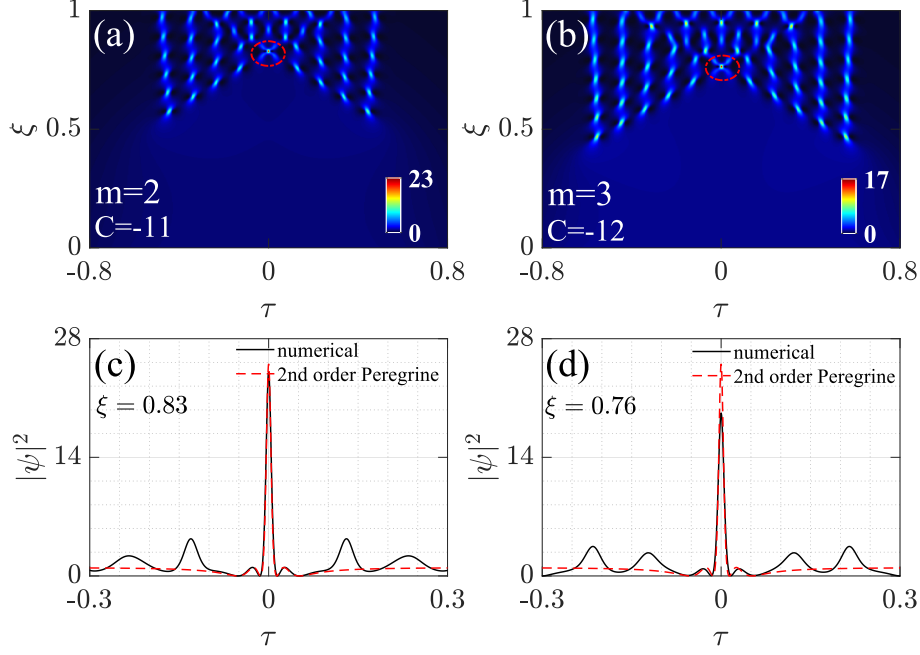 (a)
1
0.5
0
ξ
m=2
C=-11
23
0
-0.8
0
0.8
τ
(b)
1
0.5
0
ξ
m=3
C=-12
17
0
-0.8
0
0.8
τ
(c)
28
14
0
|ψ|²
numerical
2nd order Peregrine
ξ = 0.83
-0.3
0
0.3
τ
(d)
28
14
0
|ψ|²
numerical
2nd order Peregrine
ξ = 0.76
-0.3
0
0.3
τ